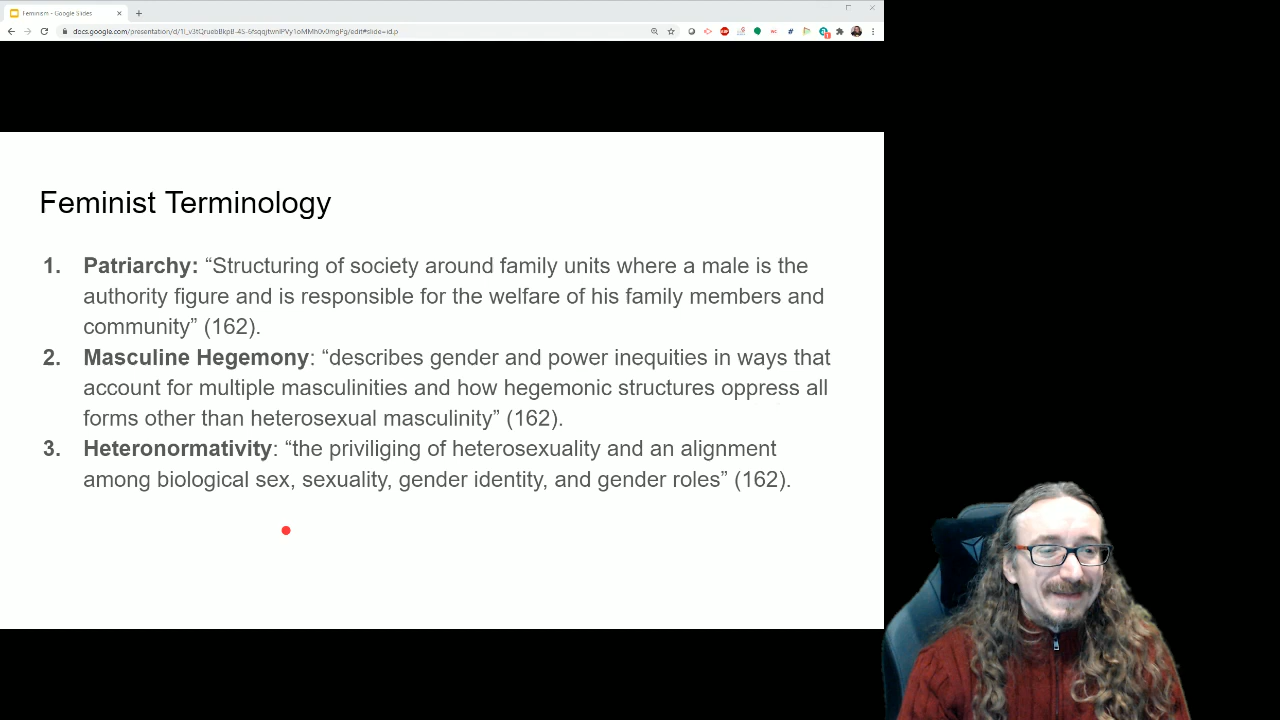 Feminism - Google Slides
Feminist Terminology
1. Patriarchy: “Structuring of society around family units where a male is the
authority figure and is responsible for the welfare of his family members and
community” (162).
2. Masculine Hegemony: “describes gender and power inequities in ways that
account for multiple masculinities and how hegemonic structures oppress all
forms other than heterosexual masculinity” (162).
3. Heteronormativity: “the priviliging of heterosexuality and an alignment
among biological sex, sexuality, gender identity, and gender roles” (162).